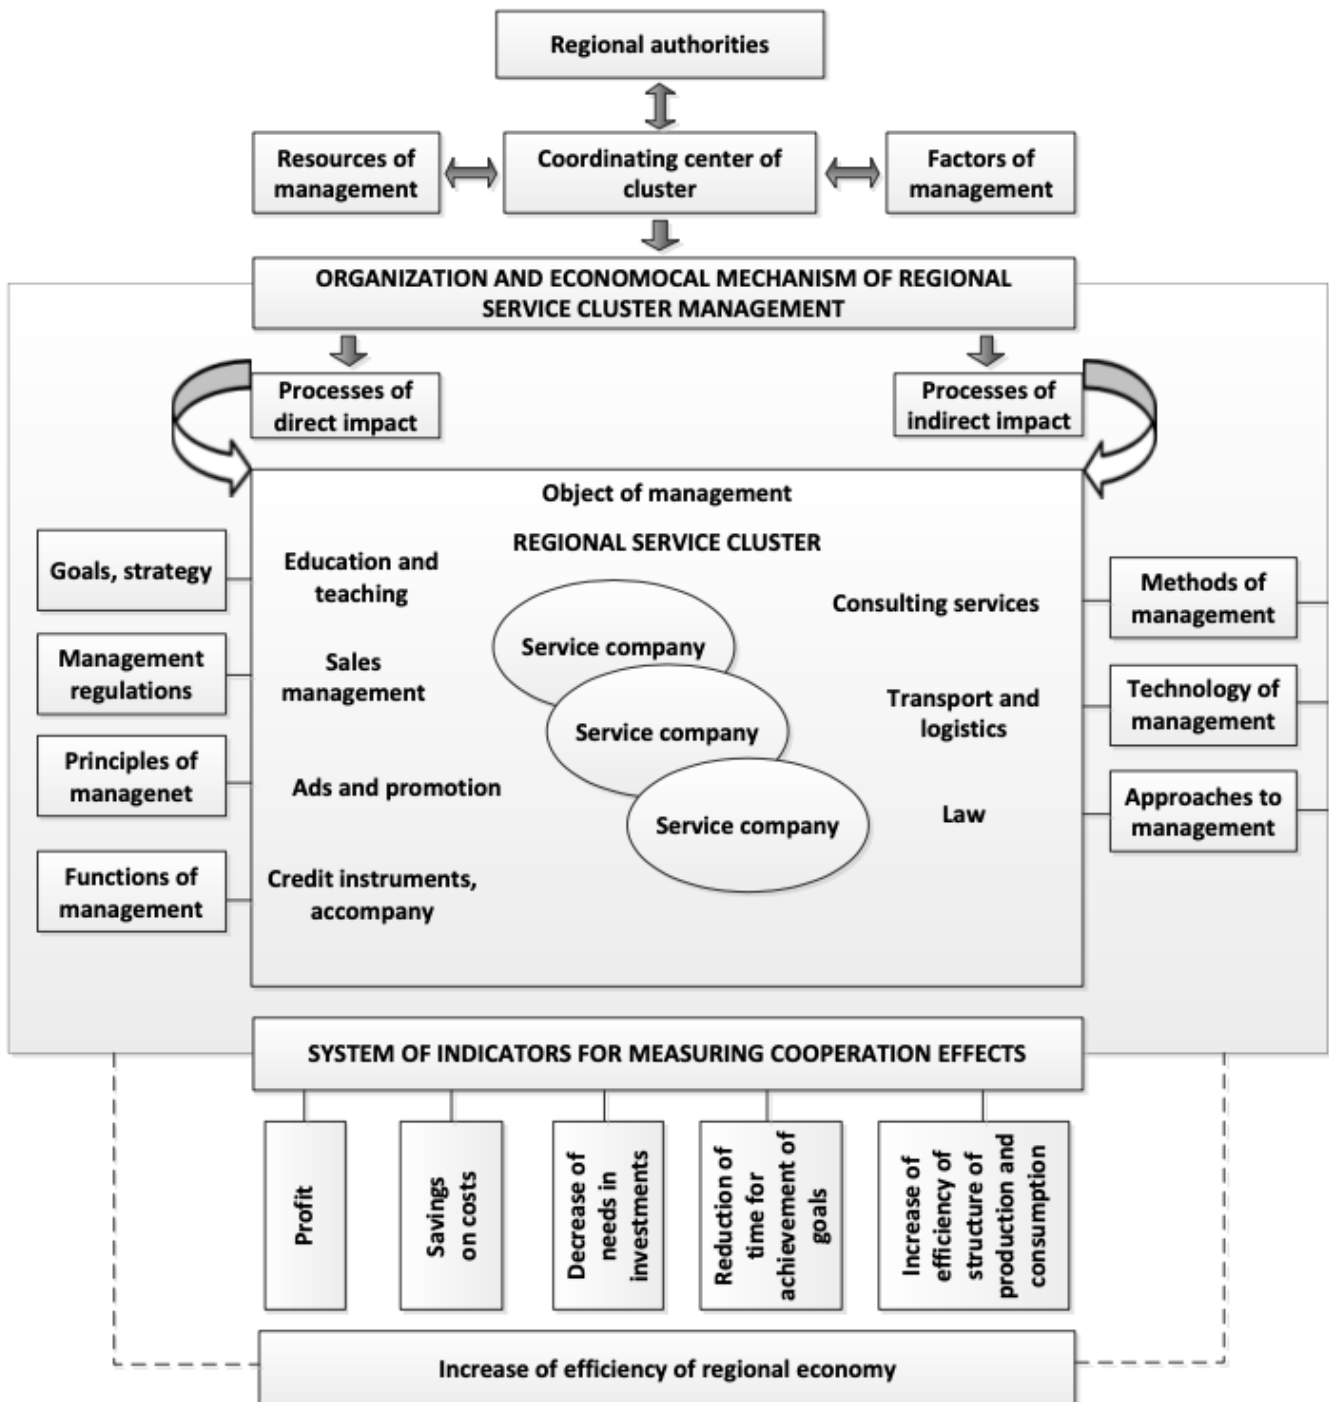 Regional authorities
Resources of
management
Coordinating center of
cluster
Factors of
management
ORGANIZATION AND ECONOMOCAL MECHANISM OF REGIONAL
SERVICE CLUSTER MANAGEMENT
Processes of
direct impact
Processes of
indirect impact
Object of management
REGIONAL SERVICE CLUSTER
Goals, strategy
Management
regulations
Principles of
managenet
Functions of
management
Education and
teaching
Sales
management
Ads and promotion
Credit instruments,
accompany
Service company
Service company
Service company
Consulting services
Transport and
logistics
Law
Methods of
management
Technology of
management
Approaches to
management
SYSTEM OF INDICATORS FOR MEASURING COOPERATION EFFECTS
Profit
Savings
on costs
Decrease of
needs in
investments
Reduction of
time for
achievement of
goals
Increase of
efficiency of
structure of
production and
consumption
Increase of efficiency of regional economy